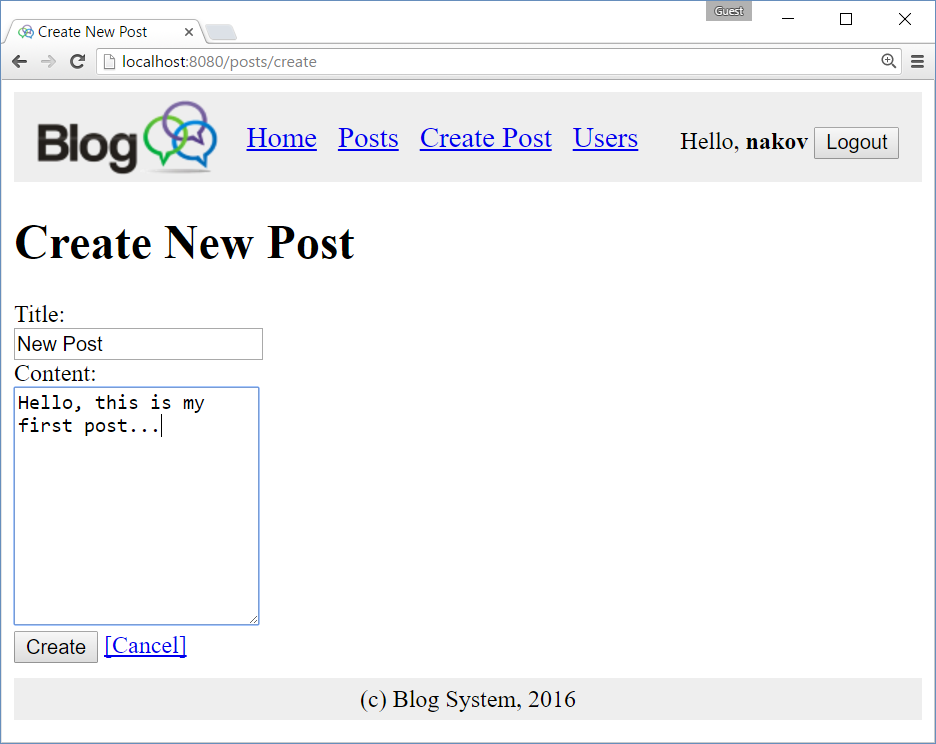 Guest
Create New Post
localhost:8080/posts/create
Blog Home Posts Create Post Users Hello, nakov Logout
Create New Post
Title:
New Post
Content:
Hello, this is my
first post...
Create [Cancel]
(c) Blog System, 2016